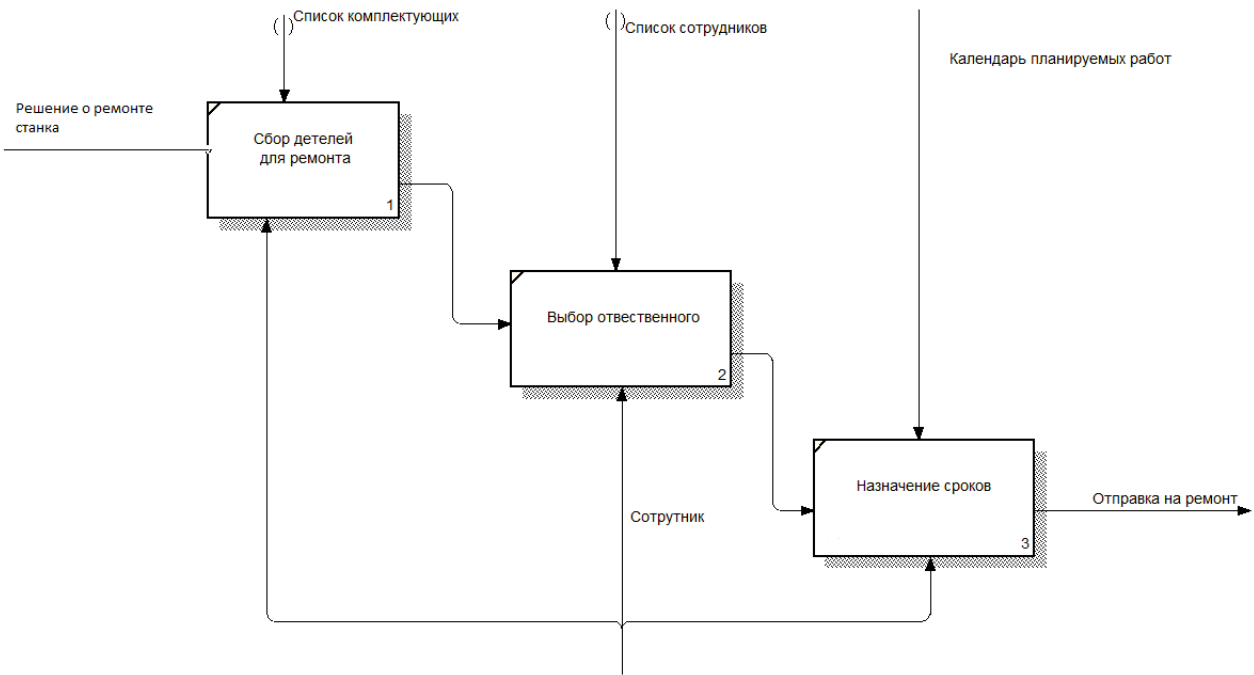 Список комплектующих
Список сотрудников
Календарь планируемых работ
Решение о ремонте
станка
Сбор детелей
для ремонта
1
Выбор отвественного
2
Назначение сроков
3
Отправка на ремонт
Сотрутник